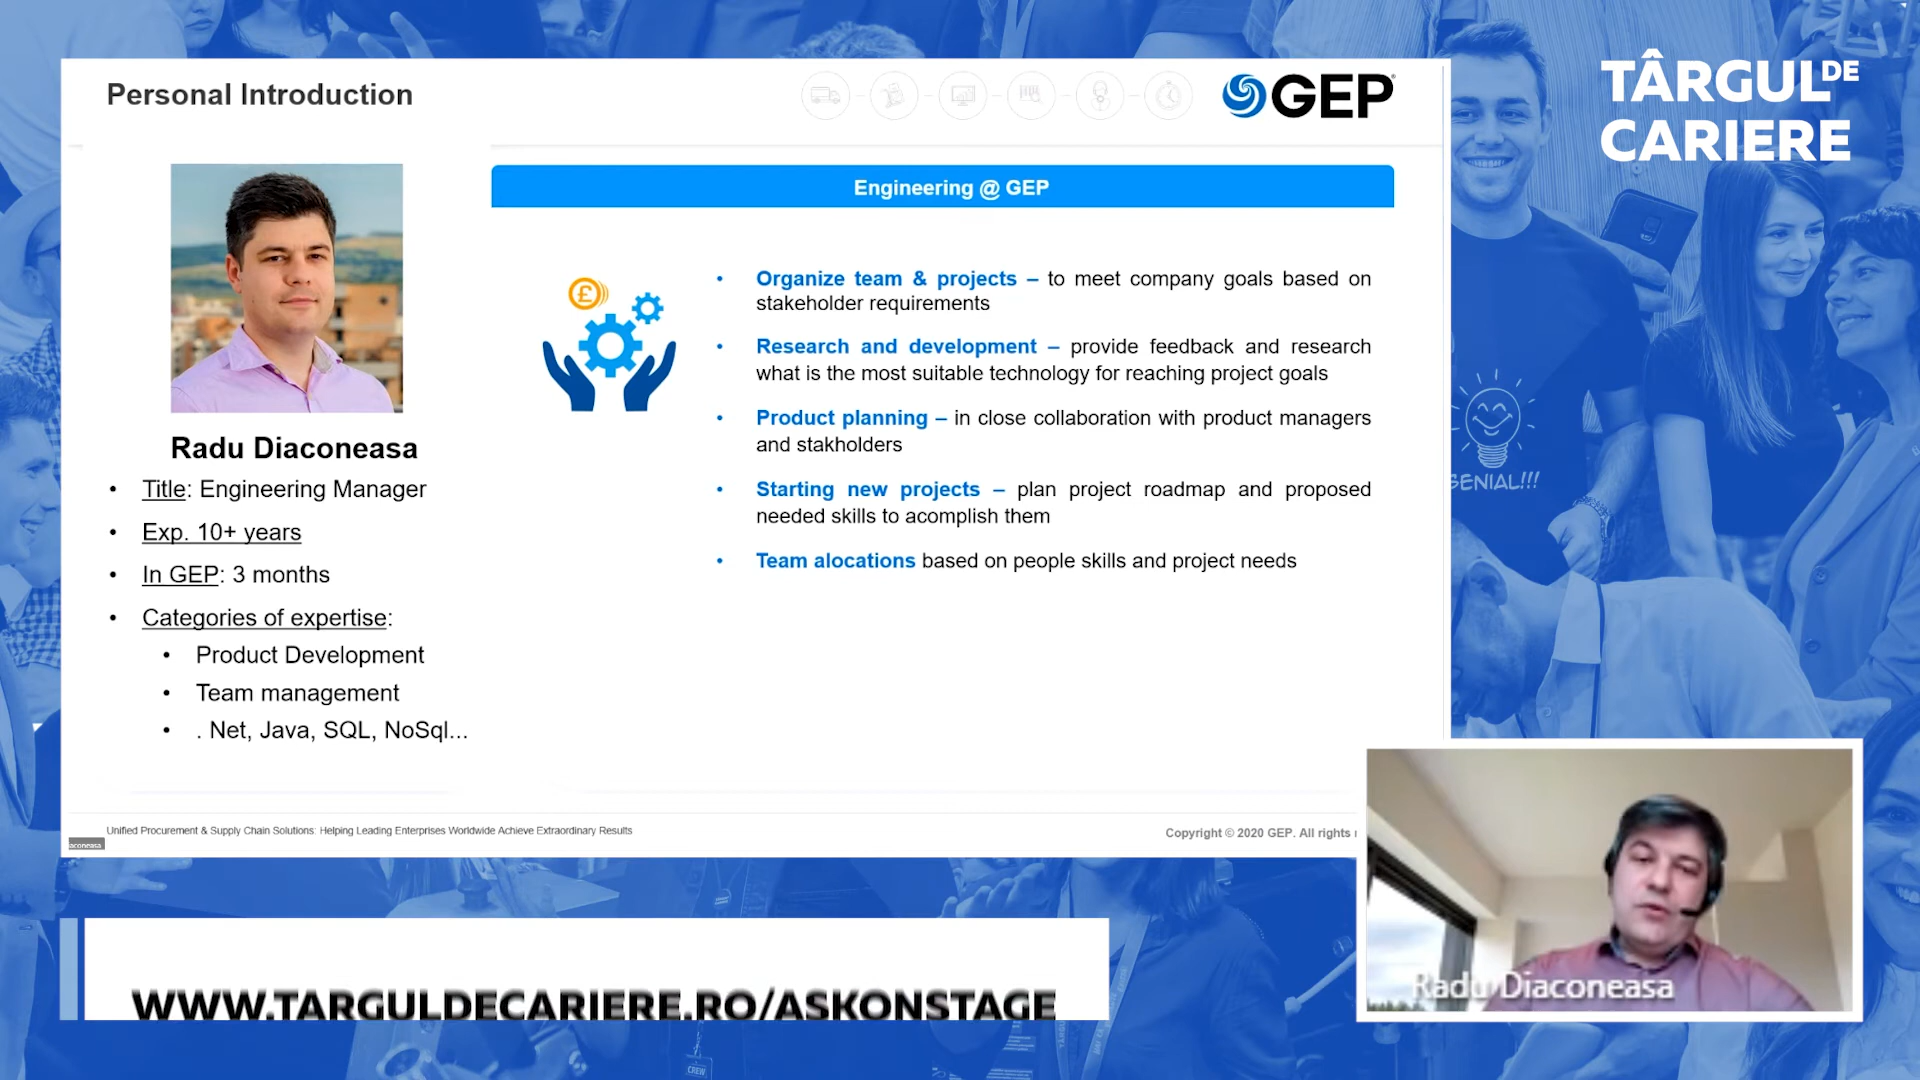 Personal Introduction
GEP
TÂRGUL DE
CARIERE
Engineering @ GEP
Radu Diaconeasa
• Title: Engineering Manager
• Exp. 10+ years
• In GEP: 3 months
• Categories of expertise:
• Product Development
• Team management
• . Net, Java, SQL, NoSql...
• Organize team & projects – to meet company goals based on
stakeholder requirements
• Research and development – provide feedback and research
what is the most suitable technology for reaching project goals
• Product planning – in close collaboration with product managers
and stakholders
• Starting new projects – plan project roadmap and proposed
needed skills to acomplish them
• Team alocations based on people skills and project needs
GENIAL!!!
Unified Procurement & Supply Chain Solutions: Helping Leading Enterprises Worldwide Achieve Extraordinary Results
Copyright © 2020 GEP. All rights
aconeasa
WWW.TARGULDECARIERE.RO/ASKONSTAGE
Radu Diaconeasa
CREW